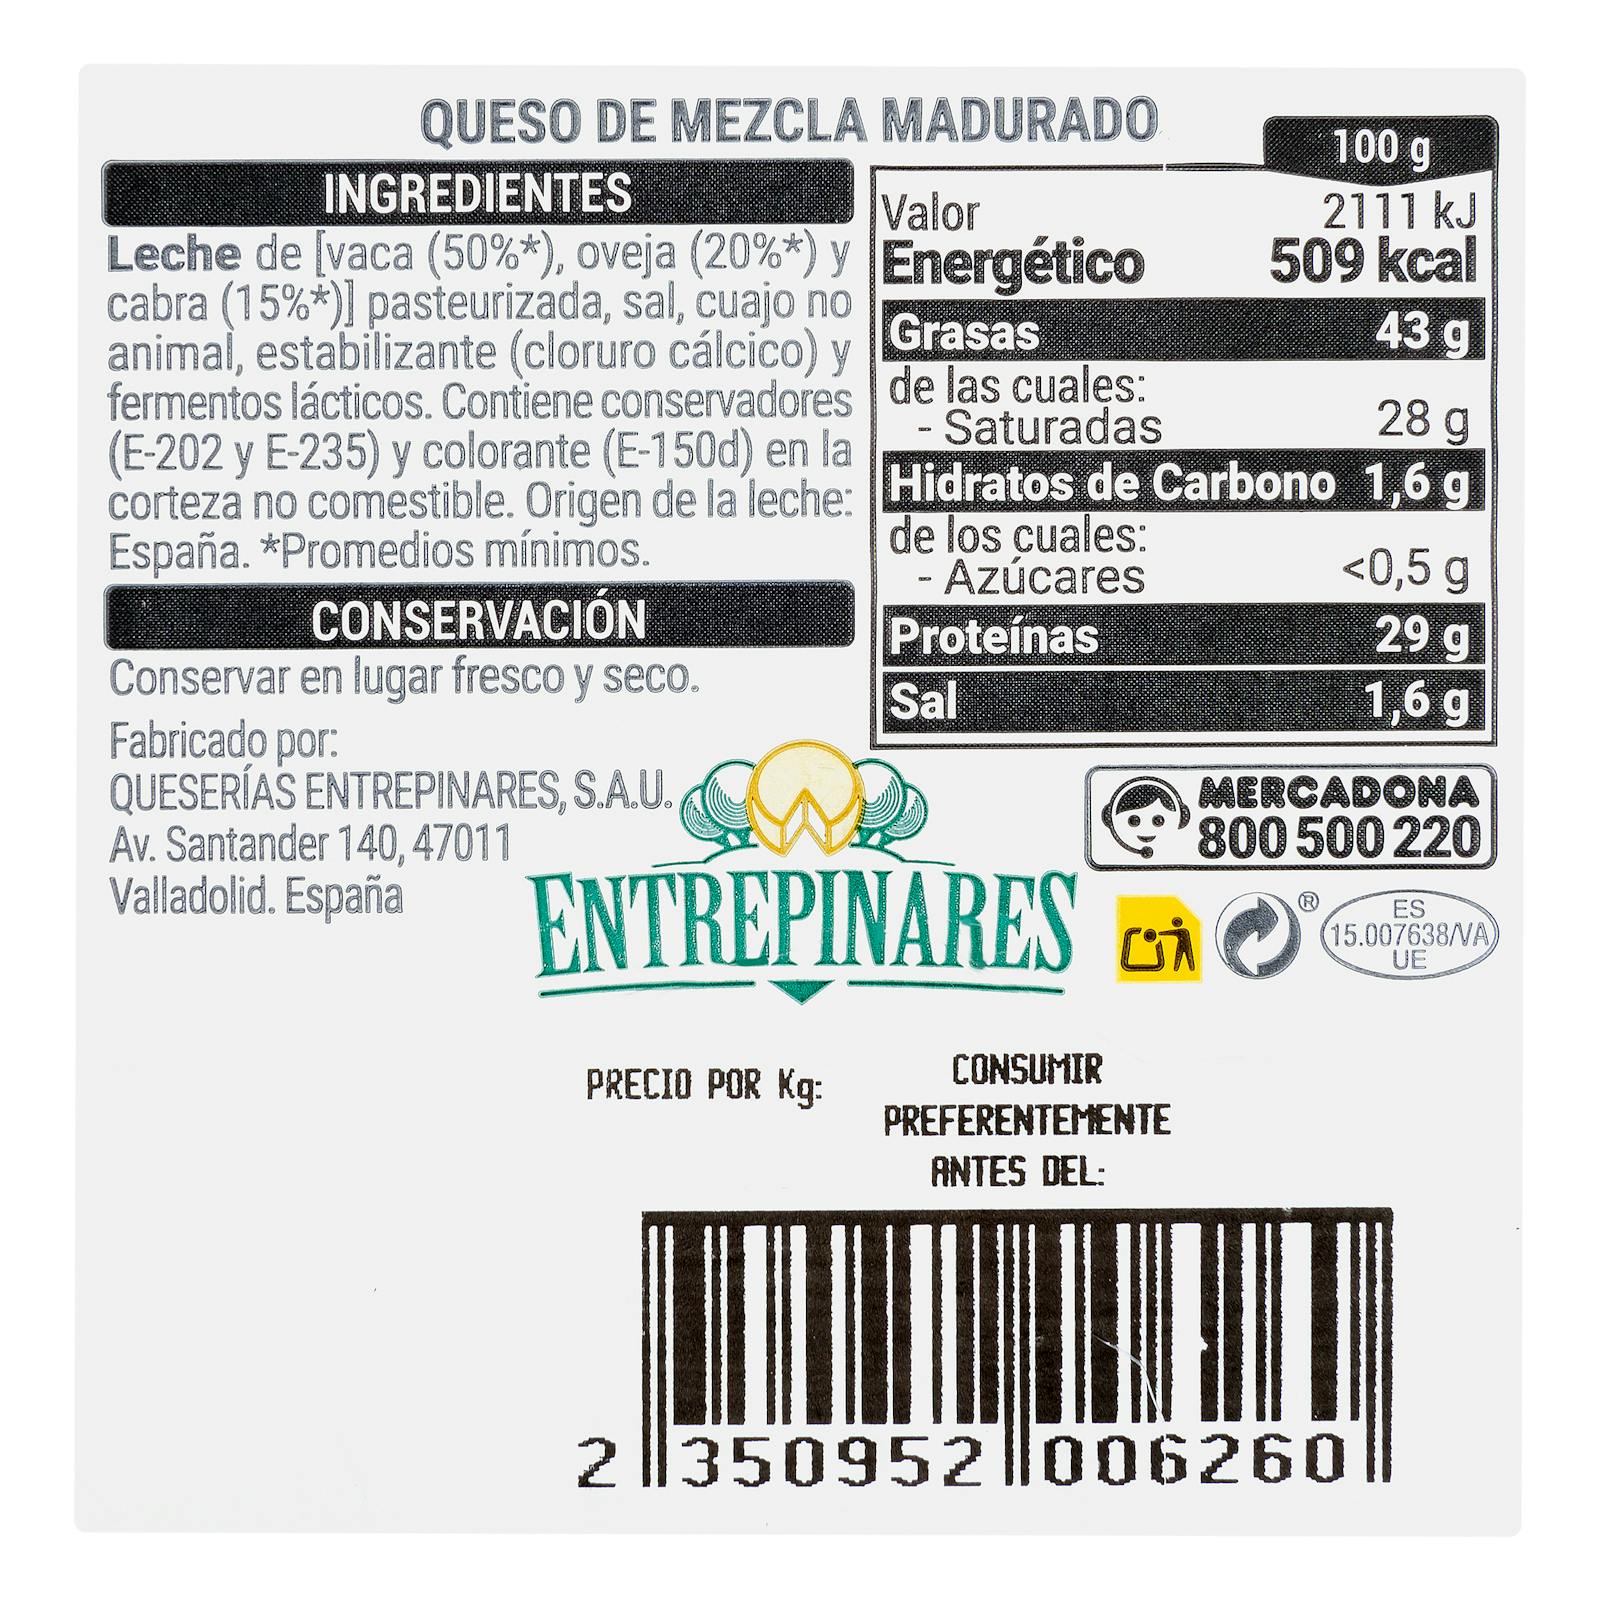 QUESO DE MEZCLA MADURADO
INGREDIENTES
Leche de [vaca (50%*), oveja (20%*) y
cabra (15%*)] pasteurizada, sal, cuajo no
animal, estabilizante (cloruro cálcico) y
fermentos lácticos. Contiene conservadores
(E-202 y E-235) y colorante (E-150d) en la
corteza no comestible. Origen de la leche:
España. *Promedios mínimos.
CONSERVACIÓN
Conservar en lugar fresco y seco.
Fabricado por:
QUESERÍAS ENTREPINARES, S.A.U.
Av. Santander 140, 47011
Valladolid. España
100 g
Valor 2111 kJ
Energético 509 kcal
Grasas 43 g
de las cuales:
- Saturadas 28 g
Hidratos de Carbono 1,6 g
de los cuales:
- Azúcares <0,5 g
Proteínas 29 g
Sal 1,6 g
ENTREPINARES
MERCADONA
800 500 220
®
ES
15.007638/VA
UE
PRECIO POR Kg:
CONSUMIR
PREFERENTEMENTE
ANTES DEL:
2 350952 006260